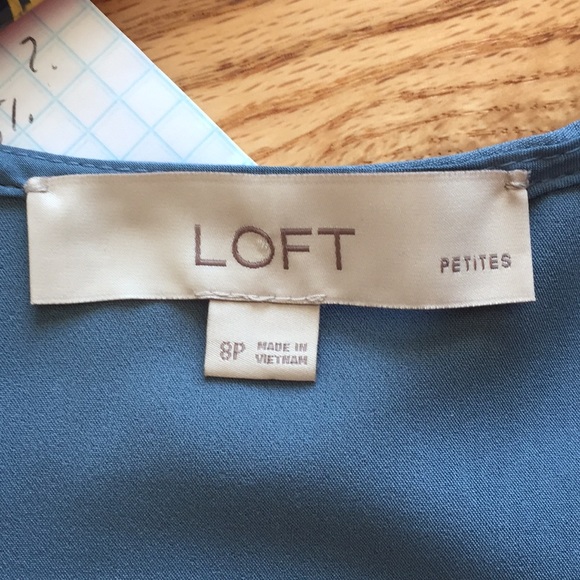 ?.
LOFT
PETITES
8P
MADE IN
VIETNAM